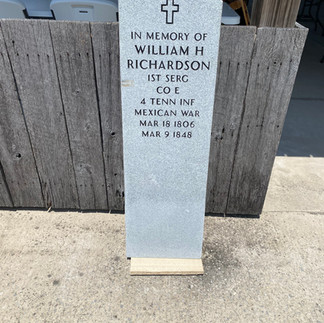 IN MEMORY OF
WILLIAM H
RICHARDSON
1ST SERG
CO E
4 TENN INF
MEXICAN WAR
MAR 18 1806
MAR 9 1848